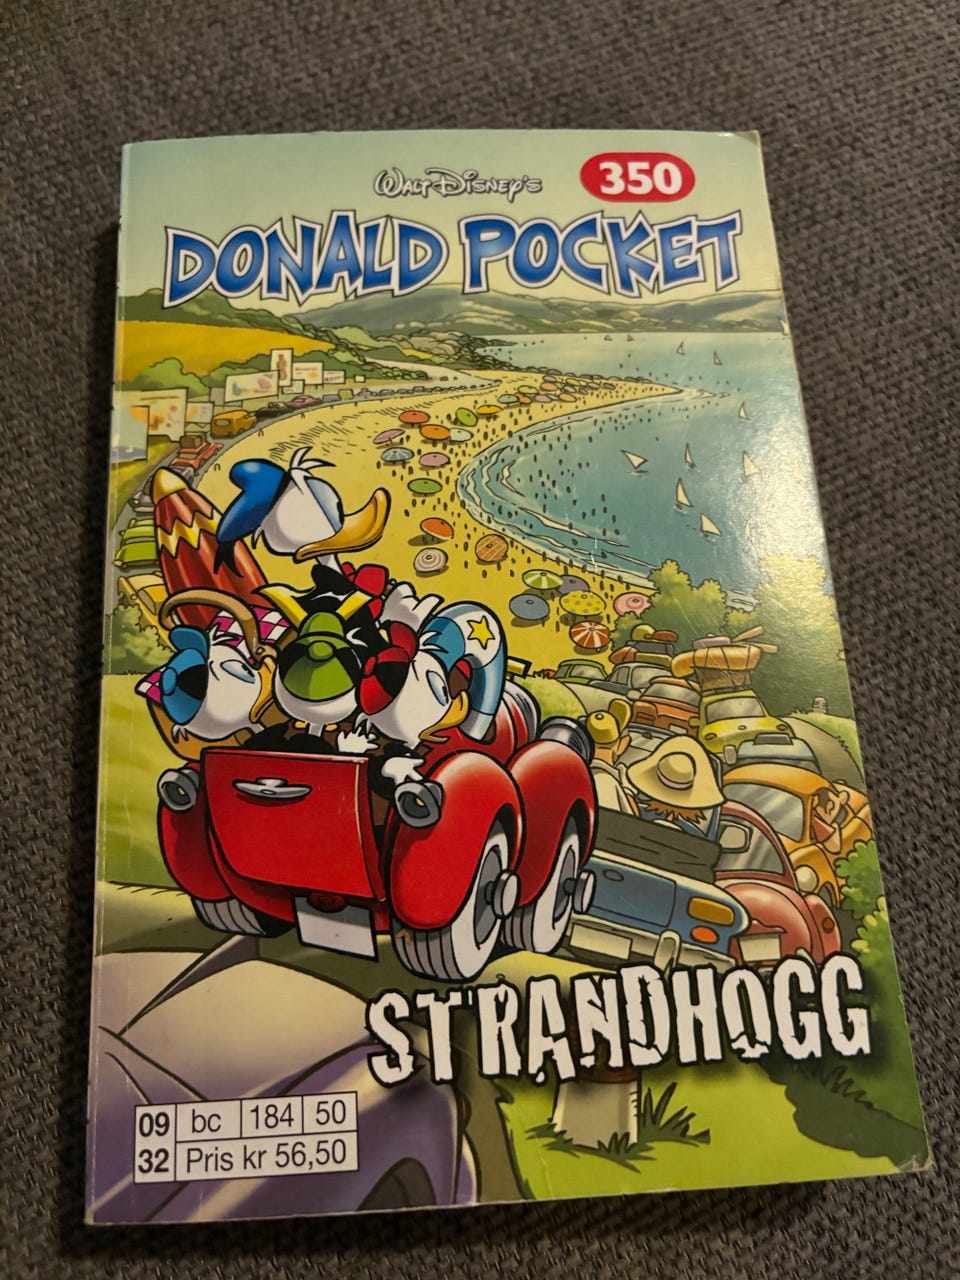 WALT DISNEY'S
350
DONALD POCKET
STRANDHOGG
09 bc 184 50
32 Pris kr 56,50